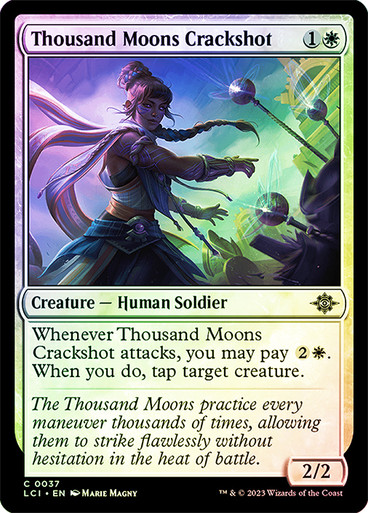 Thousand Moons Crackshot 1
Creature — Human Soldier
Whenever Thousand Moons
Crackshot attacks, you may pay 2.
When you do, tap target creature.
The Thousand Moons practice every
maneuver thousands of times, allowing
them to strike flawlessly without
hesitation in the heat of battle.
2/2
C 0037
LCI • EN Marie Magny
™ & © 2023 Wizards of the Coast